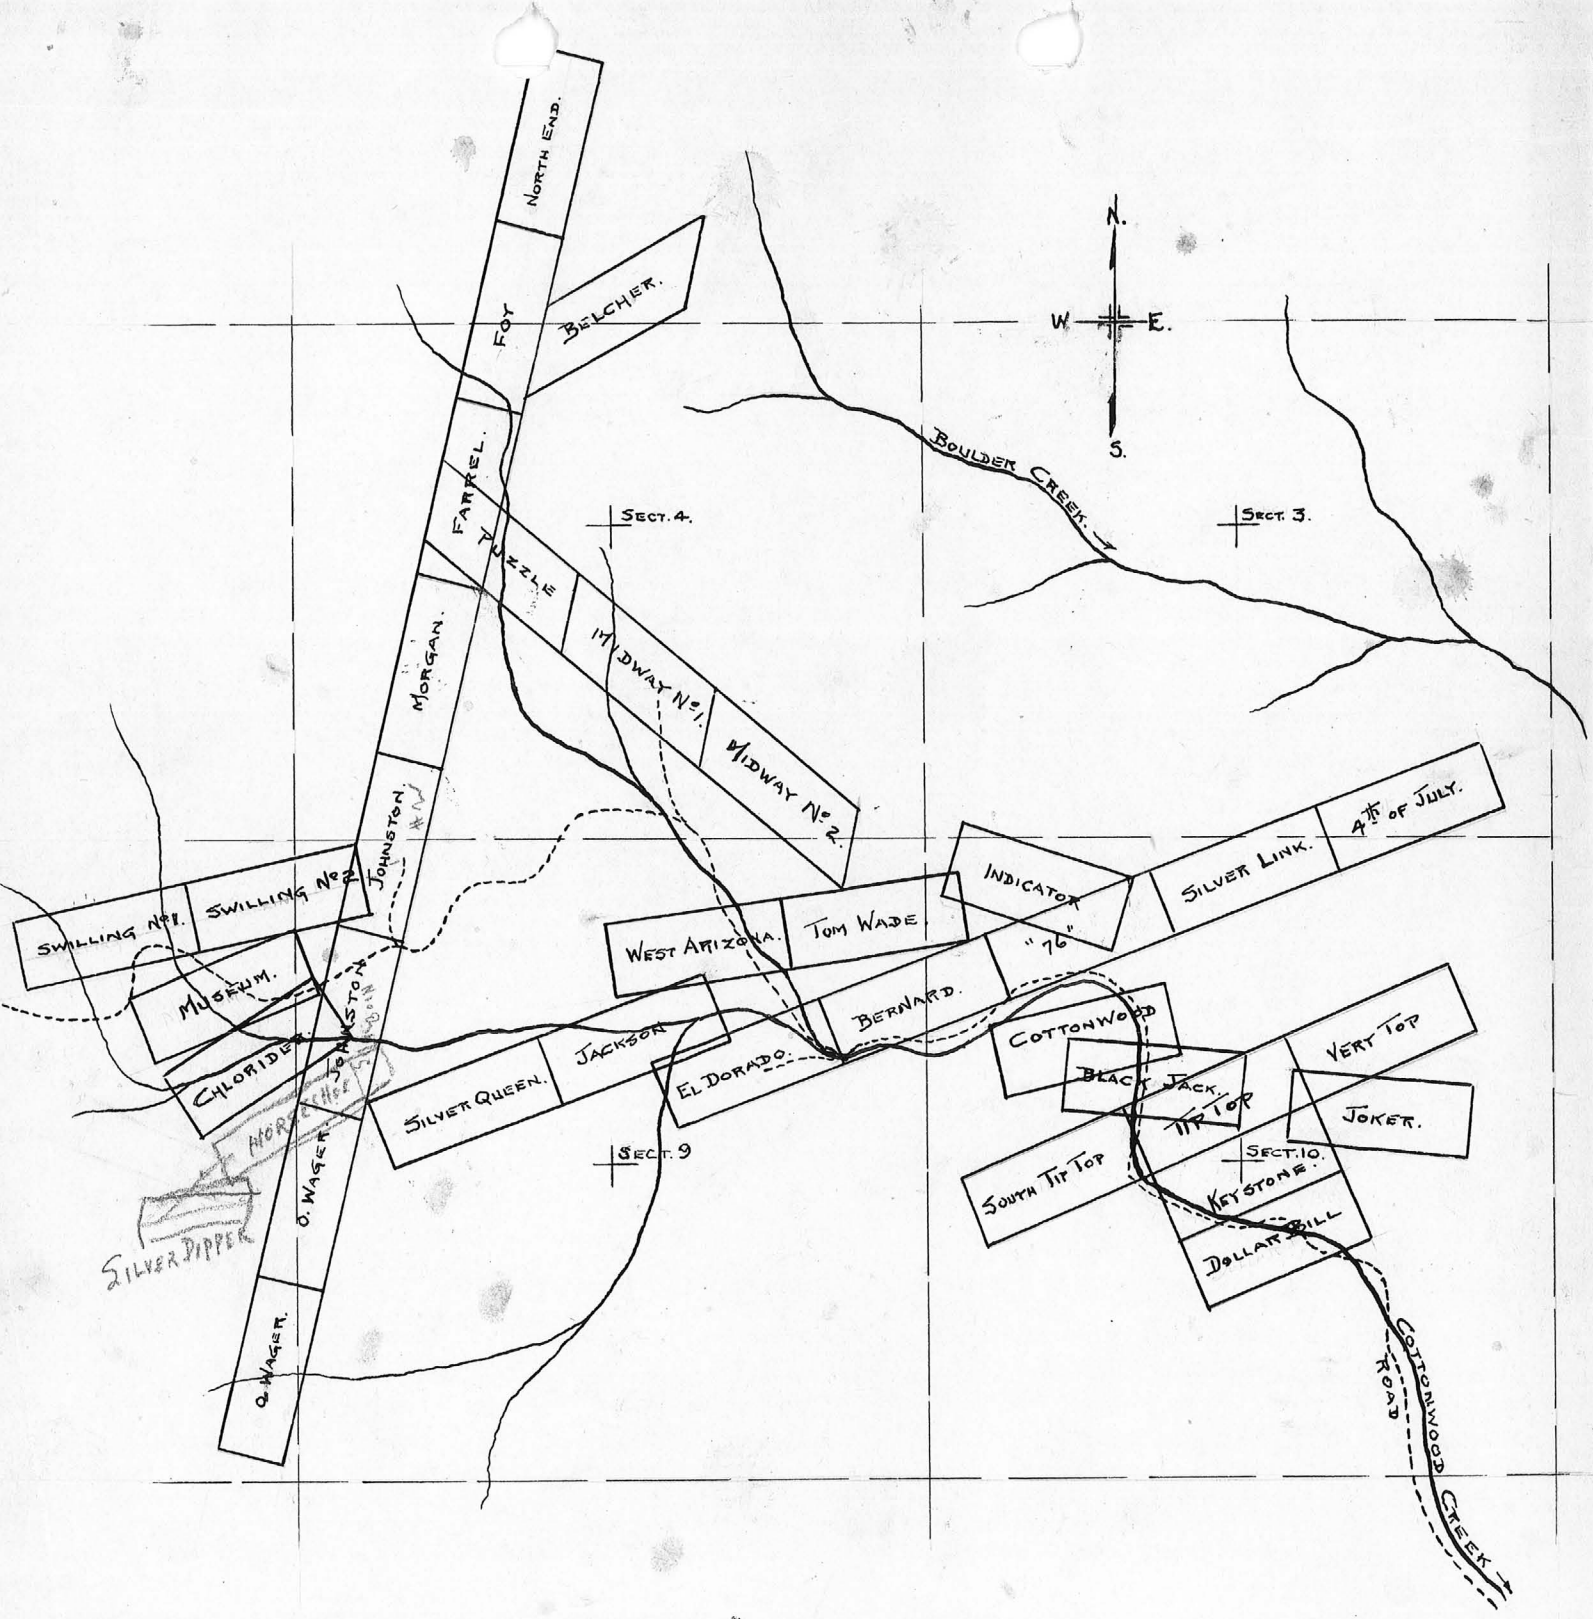 NORTH END.
N.
FOY
BELCHER.
W
E.
BOULDER CREEK.
S.
FARREL.
SECT. 4.
SECT. 3.
PUZZLE
MORGAN.
MIDWAY Nº1.
MIDWAY Nº 2.
JOHNSTON.
4TH OF JULY.
SILVER LINK.
INDICATOR
SWILLING Nº2
SWILLING Nº1.
TOM WADE.
WEST ARIZONA.
"76"
MUSEUM.
JOHNSTON
BERNARD.
COTTONWOOD
VERY TOP
JACKSON
CHLORIDE.
EL DORADO.
BLACK JACK.
SILVER QUEEN.
TIP TOP
JOKER.
HORSESHOE
SECT. 9
SECT. 10.
SOUTH TIP TOP
KEYSTONE.
O. WAGER.
DOLLAR BILL
SILVER DIPPER
WAGER.
COTTONWOOD CREEK
ROAD